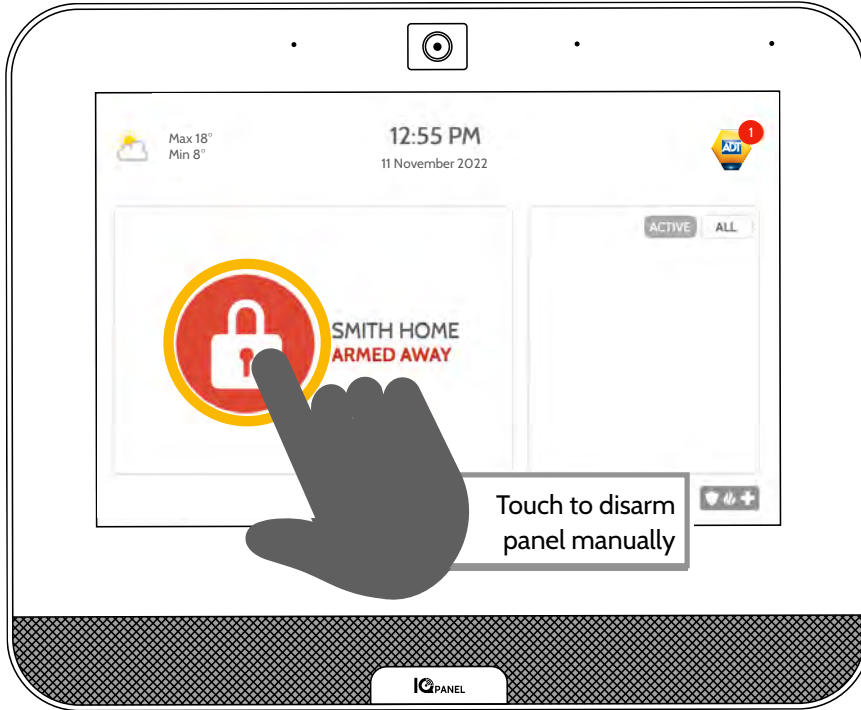 Max 18°
Min 8°
12:55 PM
11 November 2022
ADT
1
ACTIVE
ALL
SMITH HOME
ARMED AWAY
Touch to disarm
panel manually
IQ PANEL